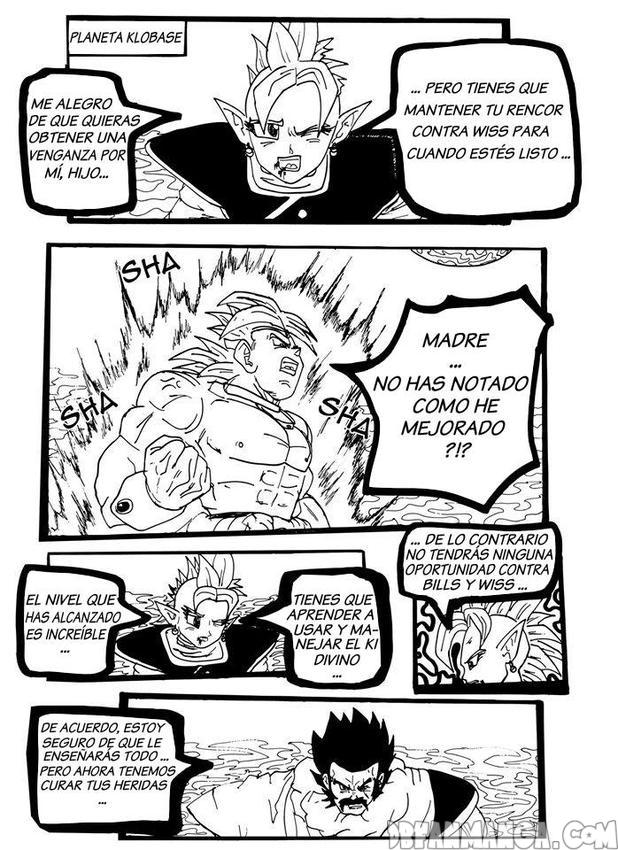 PLANETA KLOBASE
ME ALEGRO
DE QUE QUIERAS
OBTENER UNA
VENGANZA POR
MÍ, HIJO...
... PERO TIENES QUE
MANTENER TU RENCOR
CONTRA WISS PARA
CUANDO ESTÉS LISTO ...
SHA
SHA
SHA
MADRE
...
NO HAS NOTADO
COMO HE
MEJORADO
?!?
EL NIVEL QUE
HAS ALCANZADO
ES INCREÍBLE
...
TIENES QUE
APRENDER A
USAR Y MA-
NEJAR EL KI
DIVINO
...
... DE LO CONTRARIO
NO TENDRÁS NINGUNA
OPORTUNIDAD CONTRA
BILLS Y WISS ...
DE ACUERDO, ESTOY
SEGURO DE QUE LE
ENSEÑARÁS TODO ...
PERO AHORA TENEMOS
CURAR TUS HERIDAS
...
DBFANMANGA.COM